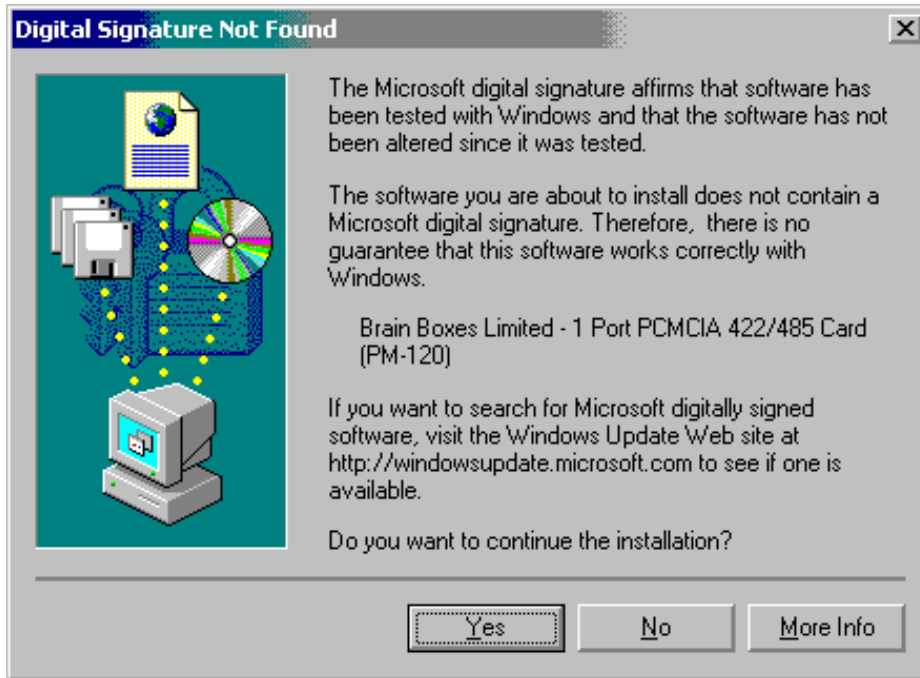 Digital Signature Not Found
The Microsoft digital signature affirms that software has
been tested with Windows and that the software has not
been altered since it was tested.
The software you are about to install does not contain a
Microsoft digital signature. Therefore,  there is no
guarantee that this software works correctly with
Windows.
Brain Boxes Limited - 1 Port PCMCIA 422/485 Card
(PM-120)
If you want to search for Microsoft digitally signed
software, visit the Windows Update Web site at
http://windowsupdate.microsoft.com to see if one is
available.
Do you want to continue the installation?
Yes No More Info